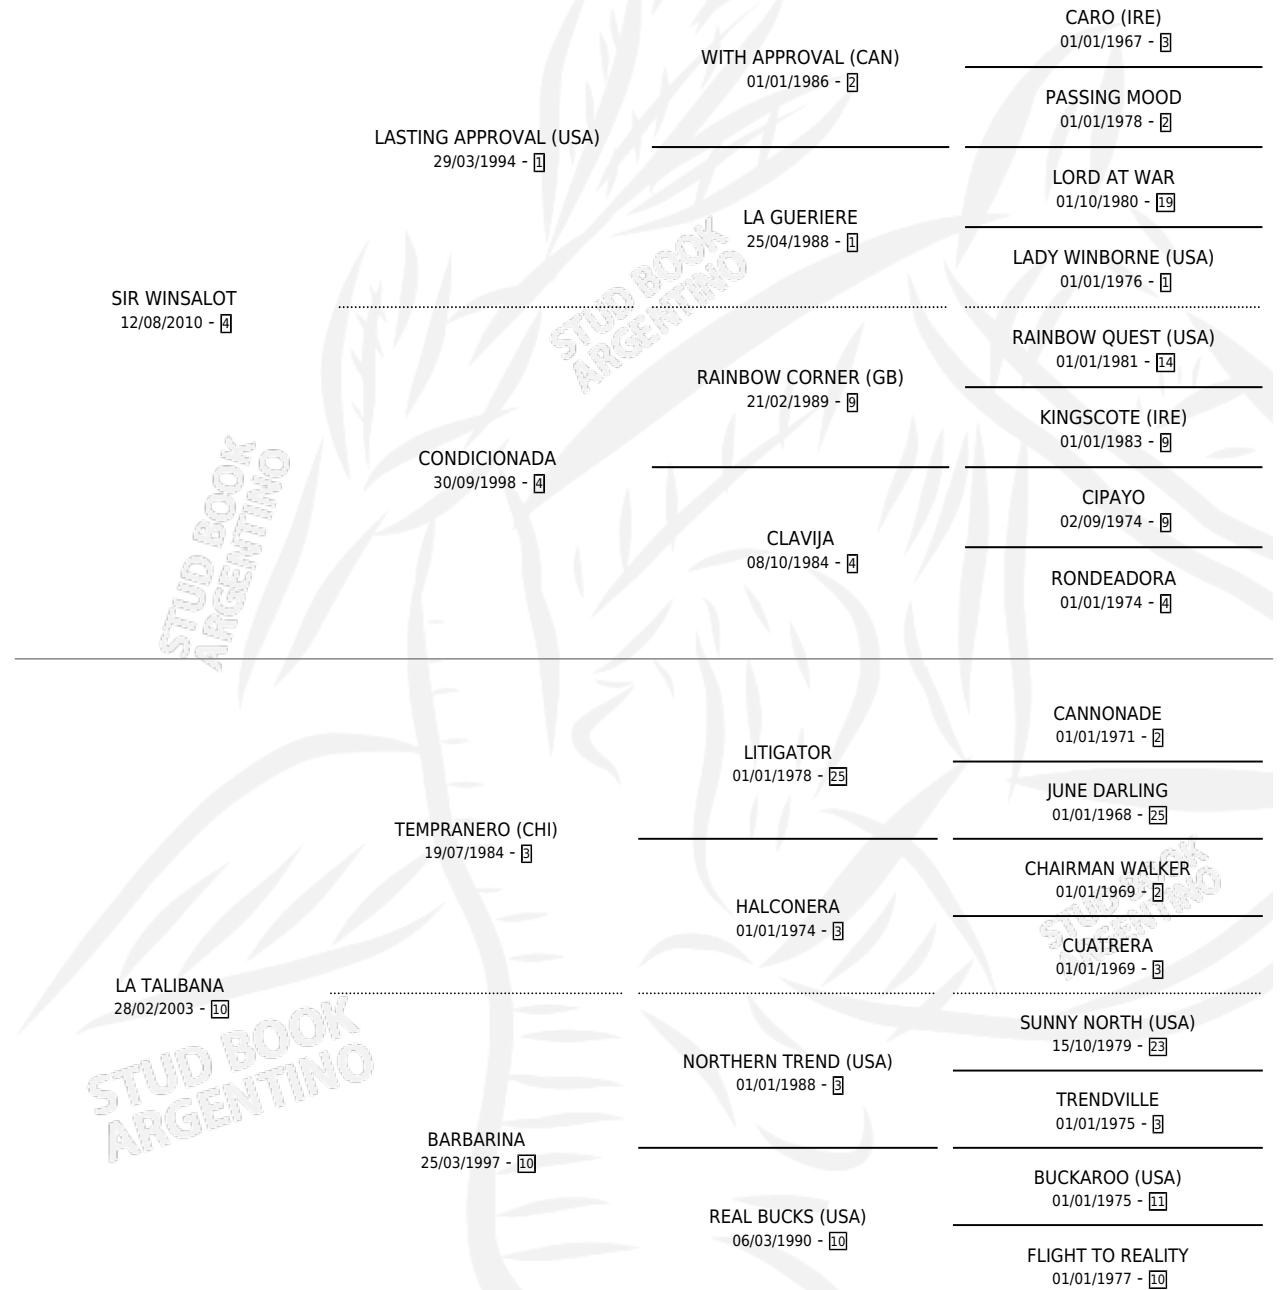 CARO (IRE)
01/01/1967 - 3
WITH APPROVAL (CAN)
01/01/1986 - 2
PASSING MOOD
01/01/1978 - 2
LASTING APPROVAL (USA)
29/03/1994 - 1
LORD AT WAR
01/10/1980 - 19
LA GUERIERE
25/04/1988 - 1
LADY WINBORNE (USA)
01/01/1976 - 1
SIR WINSALOT
12/08/2010 - 4
RAINBOW QUEST (USA)
01/01/1981 - 14
RAINBOW CORNER (GB)
21/02/1989 - 9
KINGSCOTE (IRE)
01/01/1983 - 9
CONDICIONADA
30/09/1998 - 4
CIPAYO
02/09/1974 - 9
CLAVIJA
08/10/1984 - 4
RONDEADORA
01/01/1974 - 4
CANNONADE
01/01/1971 - 2
LITIGATOR
01/01/1978 - 25
JUNE DARLING
01/01/1968 - 25
TEMPRANERO (CHI)
19/07/1984 - 3
CHAIRMAN WALKER
01/01/1969 - 2
HALCONERA
01/01/1974 - 3
CUATRERA
01/01/1969 - 3
LA TALIBANA
28/02/2003 - 10
SUNNY NORTH (USA)
15/10/1979 - 23
NORTHERN TREND (USA)
01/01/1988 - 3
TRENDVILLE
01/01/1975 - 3
BARBARINA
25/03/1997 - 10
BUCKAROO (USA)
01/01/1975 - 11
REAL BUCKS (USA)
06/03/1990 - 10
FLIGHT TO REALITY
01/01/1977 - 10
STUD BOOK
ARGENTINO
STUD BOOK
ARGENTINO
STUD BOOK
ARGENTINO
STUD BOOK
ARGENTINO